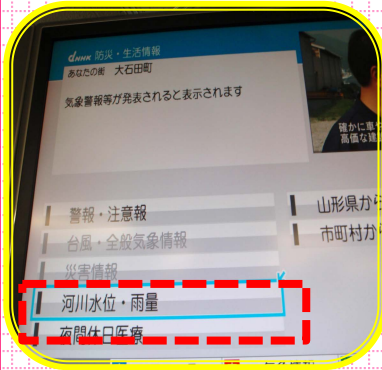 dNHK 防災・生活情報
あなたの街 大石田町
気象警報等が発表されると表示されます
確かに車や
高価な建
警報・注意報
台風・全般気象情報
災害情報
河川水位・雨量
夜間休日医療
山形県から
市町村か